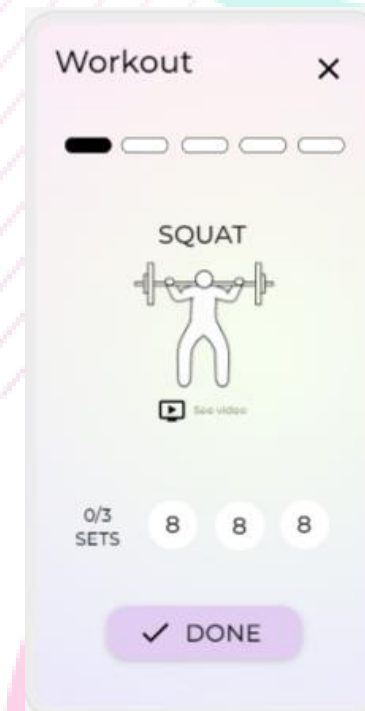 Workout
SQUAT
See video
0/3
SETS
8 8 8
DONE